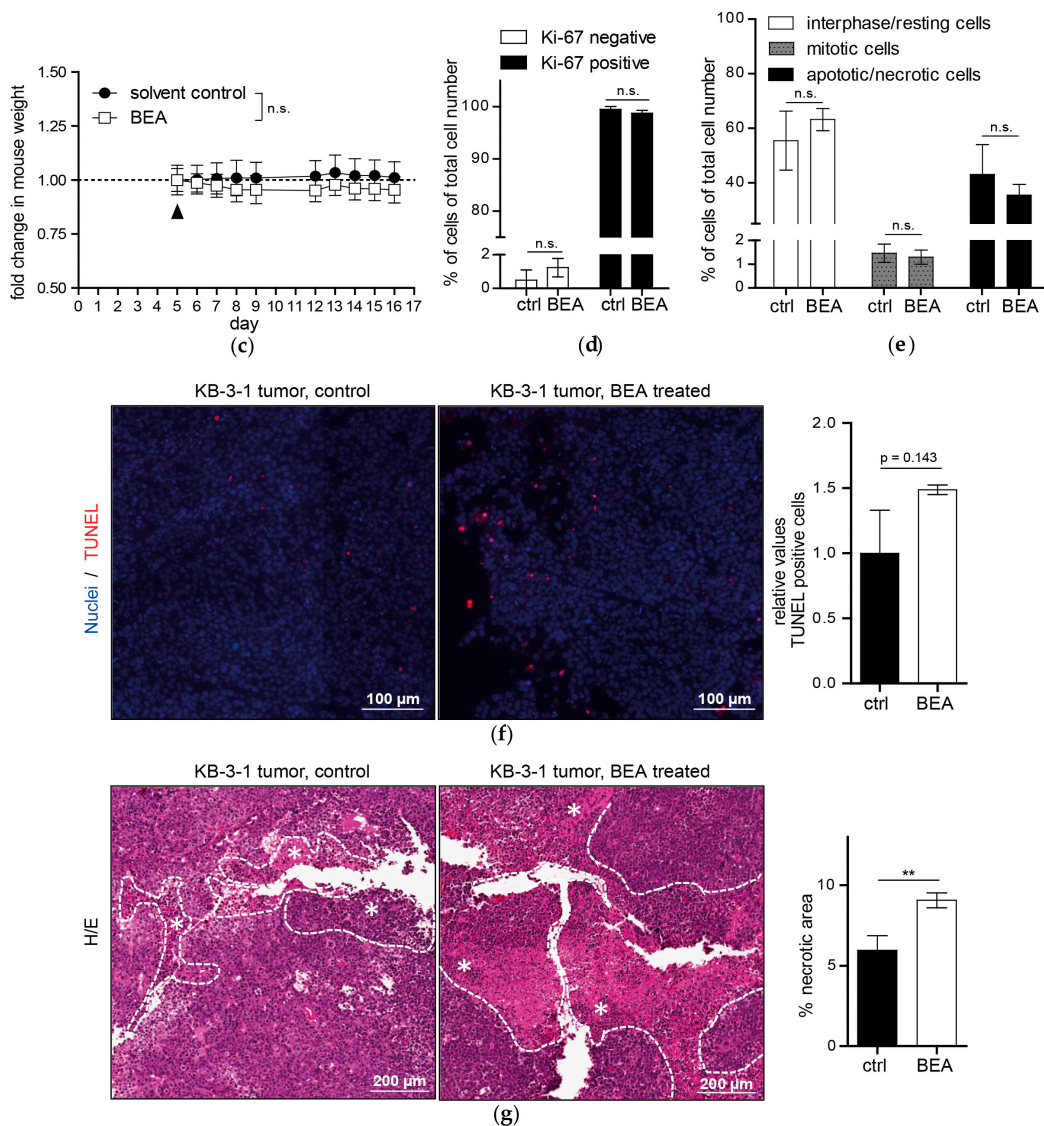 fold change in mouse weight
1.50
1.25
1.00
0.75
0.50
solvent control
BEA
n.s.
0 1 2 3 4 5 6 7 8 9 10 11 12 13 14 15 16 17
day
(c)
Ki-67 negative
Ki-67 positive
% of cells of total cell number
100
90
80
2
0
n.s.
n.s.
ctrl BEA ctrl BEA
(d)
interphase/resting cells
mitotic cells
apototic/necrotic cells
% of cells of total cell number
100
80
60
40
2
1
0
n.s.
n.s.
n.s.
ctrl BEA ctrl BEA ctrl BEA
(e)
KB-3-1 tumor, control
KB-3-1 tumor, BEA treated
Nuclei / TUNEL
100 µm
100 µm
relative values
TUNEL positive cells
2.0
1.5
1.0
0.5
0.0
p = 0.143
ctrl BEA
(f)
KB-3-1 tumor, control
KB-3-1 tumor, BEA treated
H/E
*
*
*
200 µm
*
*
*
200 µm
% necrotic area
10
5
0
**
ctrl BEA
(g)